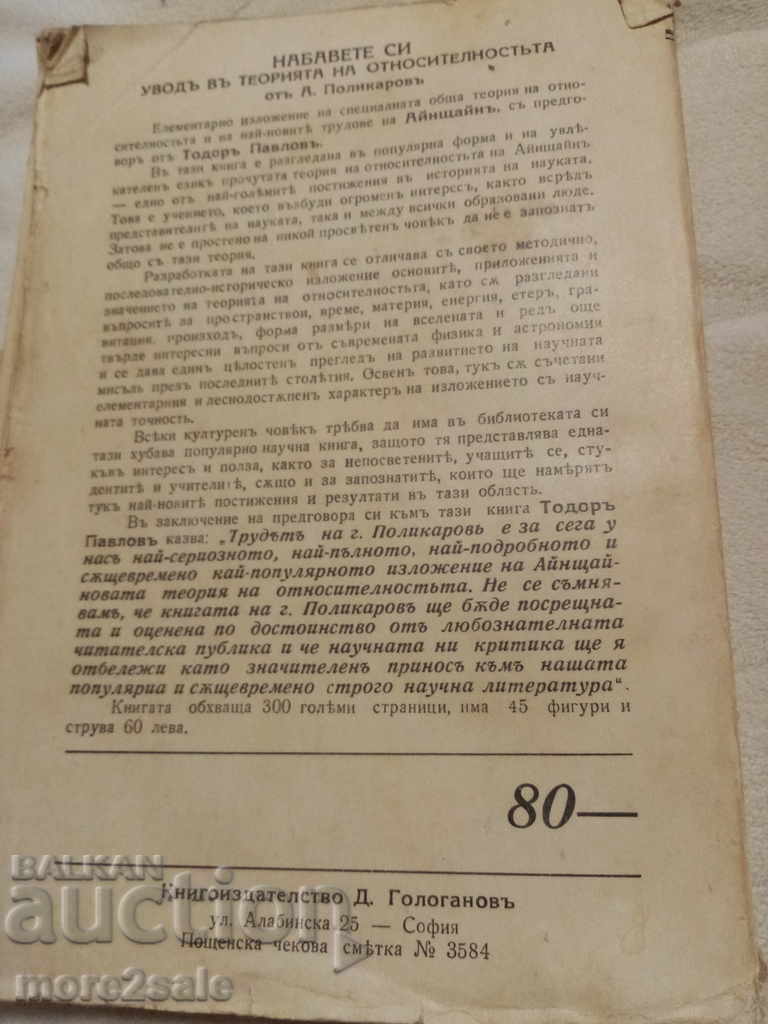 НАБАВЕТЕ СИ
УВОДЪ ВЪ ТЕОРИЯТА НА ОТНОСИТЕЛНОСТЬТА
отъ А. Поликаровъ
Елементарно изложение на специалната обща теория на отно-
сителностьта и на най-новитѣ трудове на Айнщайнъ, съ предго-
воръ отъ Тодоръ Павловъ.
Въ тази книга е разгледана въ популярна форма и на увлѣ-
кателенъ езикъ прочутата теория на относителностьта на Айнщайнъ
— едно отъ най-голѣмитѣ постижения въ историята на науката.
Това е учението, което възбуди огроменъ интересъ, както всрѣдъ
представителитѣ на науката, така и между всички образовани люде.
Затова не е простено на никой просвѣтенъ човѣкъ да не е запознатъ
общо съ тази теория.
Разработката на тази книга се отличава съ своето методично,
последователно-историческо изложение основитѣ, приложенията и
значението на теорията на относителностьта, като сѫ разгледани
въпроситѣ за пространствои, време, материя, енергия, етеръ, гра-
витация. Произходъ, форма размѣри на вселената и редъ още
твърде интересни въпроси отъ съвремената физика и астрономия
и се дава единъ цѣлостенъ прегледъ на развитието на научната
мисъль презъ последнитѣ столѣтия. Освенъ това, тукъ сѫ съчетани
елементарния и леснодостѫпенъ характеръ на изложението съ науч-
ната точность.
Всѣки културенъ човѣкъ трѣбва да има въ библиотеката си
тази хубава популярно научна книга, защото тя представлява една-
къвъ интересъ и полза, както за непосветенитѣ, учащитѣ се, сту-
дентитѣ и учителитѣ, сѫщо и за запознатитѣ, които ще намѣрятъ
тукъ най-новитѣ постижения и резултати въ тази область.
Въ заключение на предговора си къмъ тази книга Тодоръ
Павловъ казва: „Трудътъ на г. Поликаровъ е за сега у
насъ най-сериозното, най-пълното, най-подробното и
сѫщевремено най-популярното изложение на Айнщай-
новата теория на относителностьта. Не се съмня-
вамъ, че книгата на г. Поликаровъ ще бѫде посрещна-
та и оценена по достоинство отъ любознателната
читателска публика и че научната ни критика ще я
отбележи като значителенъ приносъ къмъ нашата
популярна и сѫщевремено строго научна литература“.
Книгата обхваща 300 голѣми страници, има 45 фигури и
струва 60 лева.
80—
Книгоиздателство Д. Гологановъ
ул. Алабинска 25 — София
Пощенска чекова смѣтка № 3584
BALKAN
auction
more2sale